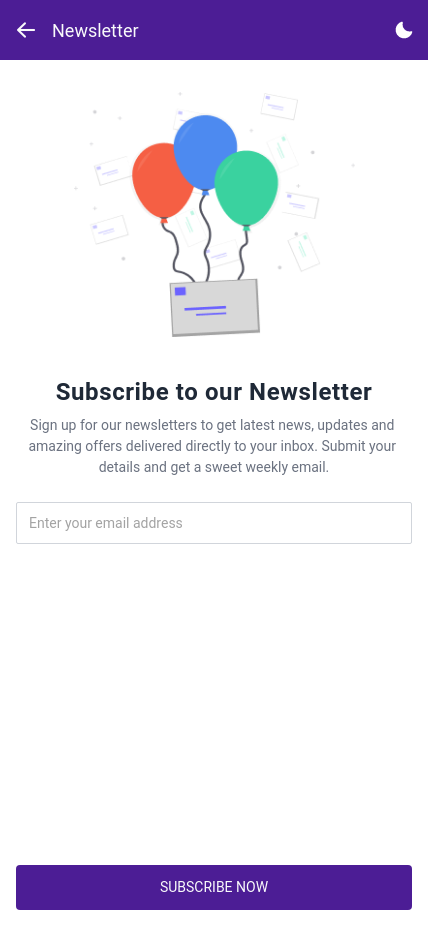 Newsletter
Subscribe to our Newsletter
Sign up for our newsletters to get latest news, updates and
amazing offers delivered directly to your inbox. Submit your
details and get a sweet weekly email.
Enter your email address
SUBSCRIBE NOW